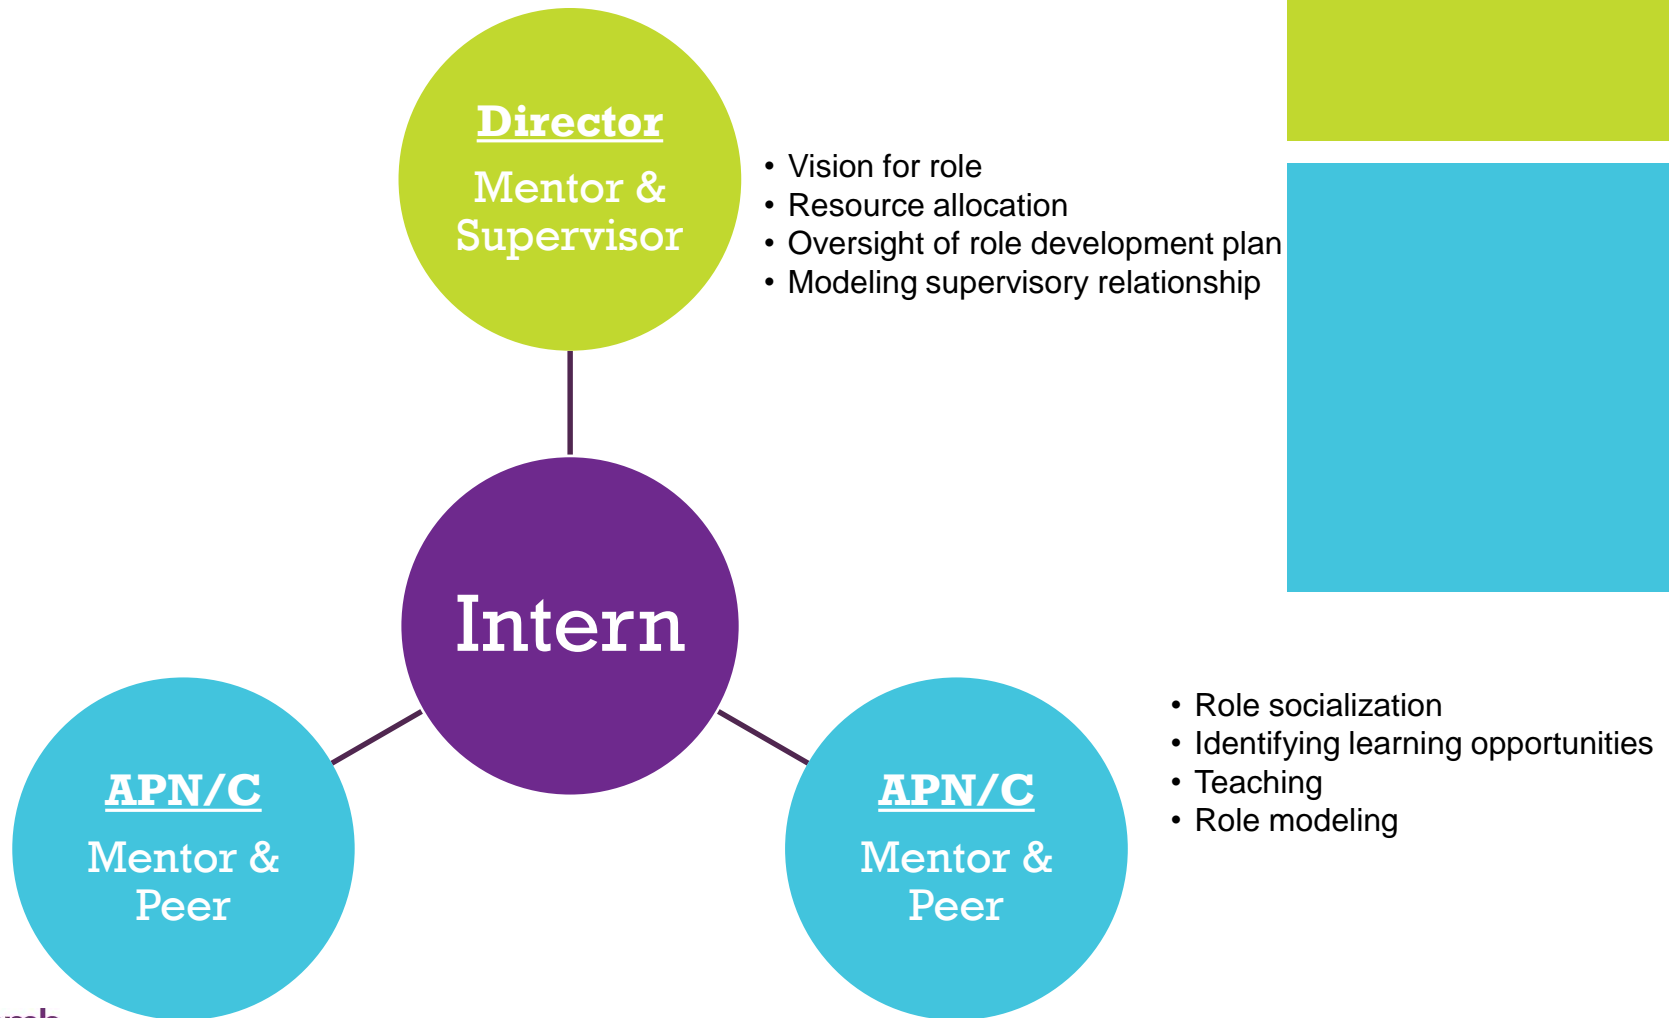 Director
Mentor &
Supervisor
• Vision for role
• Resource allocation
• Oversight of role development plan
• Modeling supervisory relationship
Intern
APN/C
Mentor &
Peer
APN/C
Mentor &
Peer
• Role socialization
• Identifying learning opportunities
• Teaching
• Role modeling